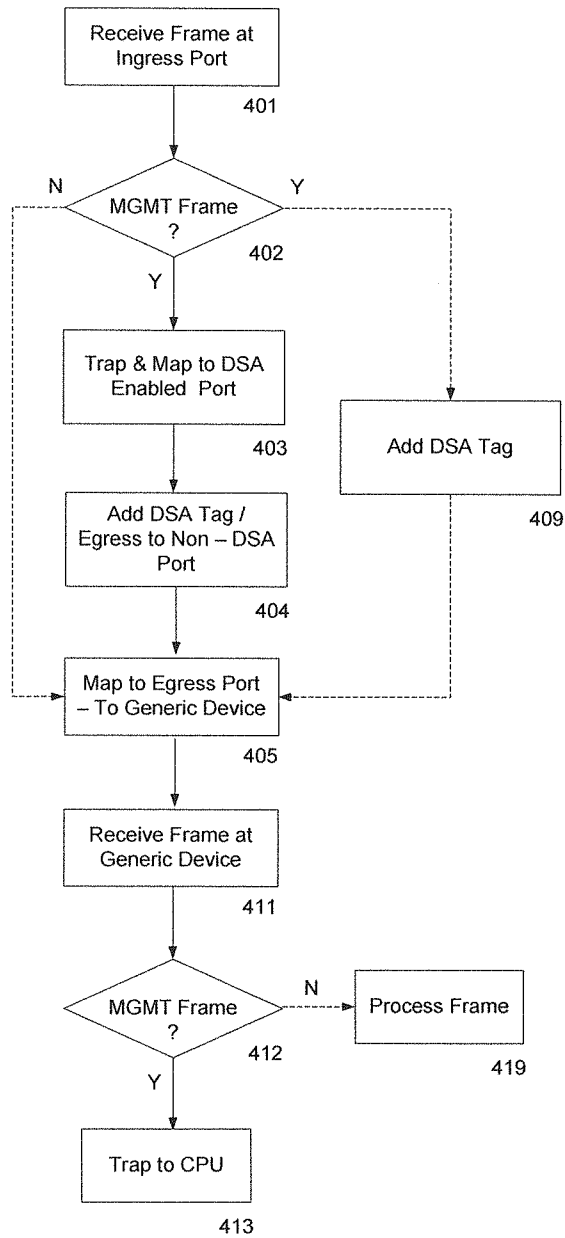 Receive Frame at
Ingress Port
401
N
Y
MGMT Frame
?
402
Y
Trap & Map to DSA
Enabled Port
403
Add DSA Tag
409
Add DSA Tag /
Egress to Non – DSA
Port
404
Map to Egress Port
– To Generic Device
405
Receive Frame at
Generic Device
411
MGMT Frame
?
412
N
Process Frame
419
Y
Trap to CPU
413